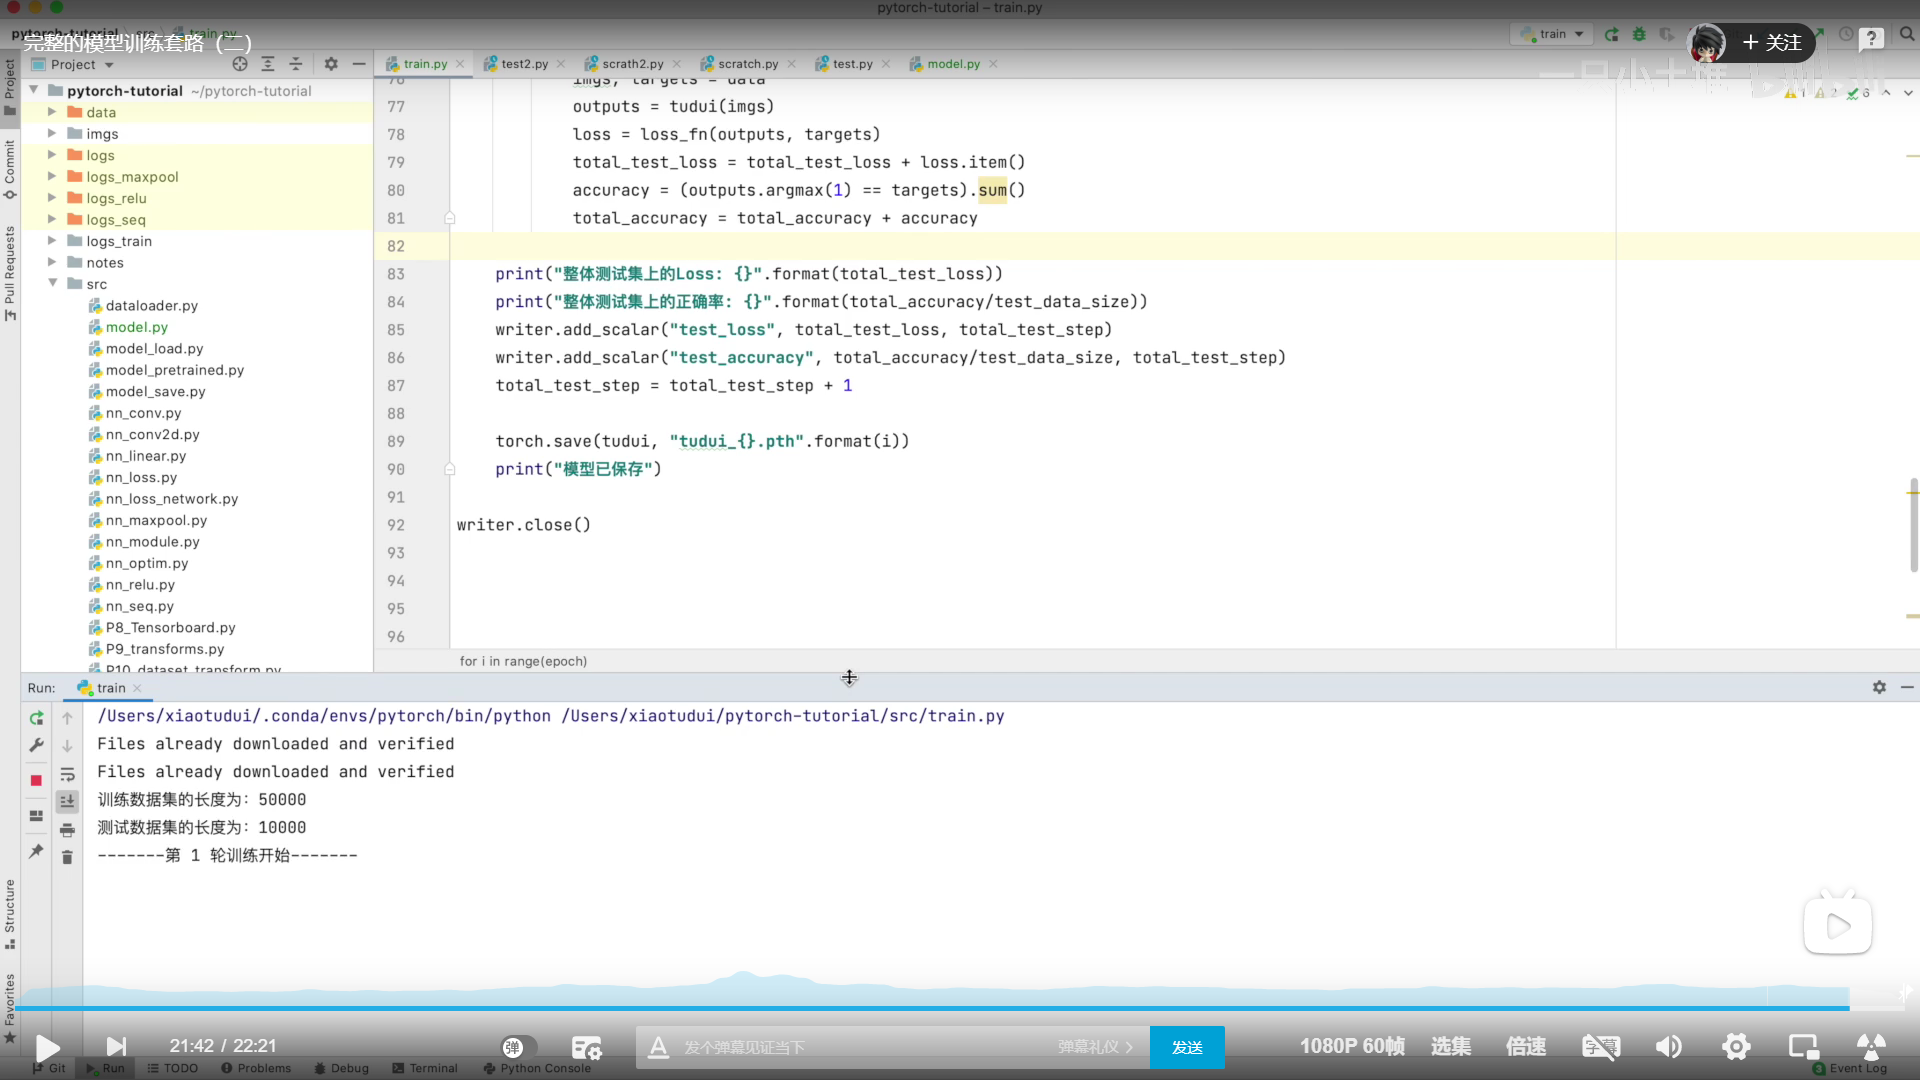 pytorch-tutorial – train.py
完整的模型训练套路（二）
train
+ 关注
Project
train.py
test2.py
scrath2.py
scratch.py
test.py
model.py
Project
Commit
Pull Requests
Structure
Favorites
pytorch-tutorial ~/pytorch-tutorial
data
imgs
logs
logs_maxpool
logs_relu
logs_seq
logs_train
notes
src
dataloader.py
model.py
model_load.py
model_pretrained.py
model_save.py
nn_conv.py
nn_conv2d.py
nn_linear.py
nn_loss.py
nn_loss_network.py
nn_maxpool.py
nn_module.py
nn_optim.py
nn_relu.py
nn_seq.py
P8_Tensorboard.py
P9_transforms.py
P10_dataset_transform.py
76 imgs, targets = data
77 outputs = tudui(imgs)
78 loss = loss_fn(outputs, targets)
79 total_test_loss = total_test_loss + loss.item()
80 accuracy = (outputs.argmax(1) == targets).sum()
81 total_accuracy = total_accuracy + accuracy
82
83 print("整体测试集上的Loss: {}".format(total_test_loss))
84 print("整体测试集上的正确率: {}".format(total_accuracy/test_data_size))
85 writer.add_scalar("test_loss", total_test_loss, total_test_step)
86 writer.add_scalar("test_accuracy", total_accuracy/test_data_size, total_test_step)
87 total_test_step = total_test_step + 1
88
89 torch.save(tudui, "tudui_{}.pth".format(i))
90 print("模型已保存")
91
92 writer.close()
93
94
95
96
for i in range(epoch)
Run: train
/Users/xiaotudui/.conda/envs/pytorch/bin/python /Users/xiaotudui/pytorch-tutorial/src/train.py
Files already downloaded and verified
Files already downloaded and verified
训练数据集的长度为：50000
测试数据集的长度为：10000
-------第 1 轮训练开始-------
21:42 / 22:21
弹
发个弹幕见证当下
弹幕礼仪
发送
1080P 60帧
选集
倍速
字幕
Git
Run
TODO
Problems
Debug
Terminal
Python Console
3 Event Log